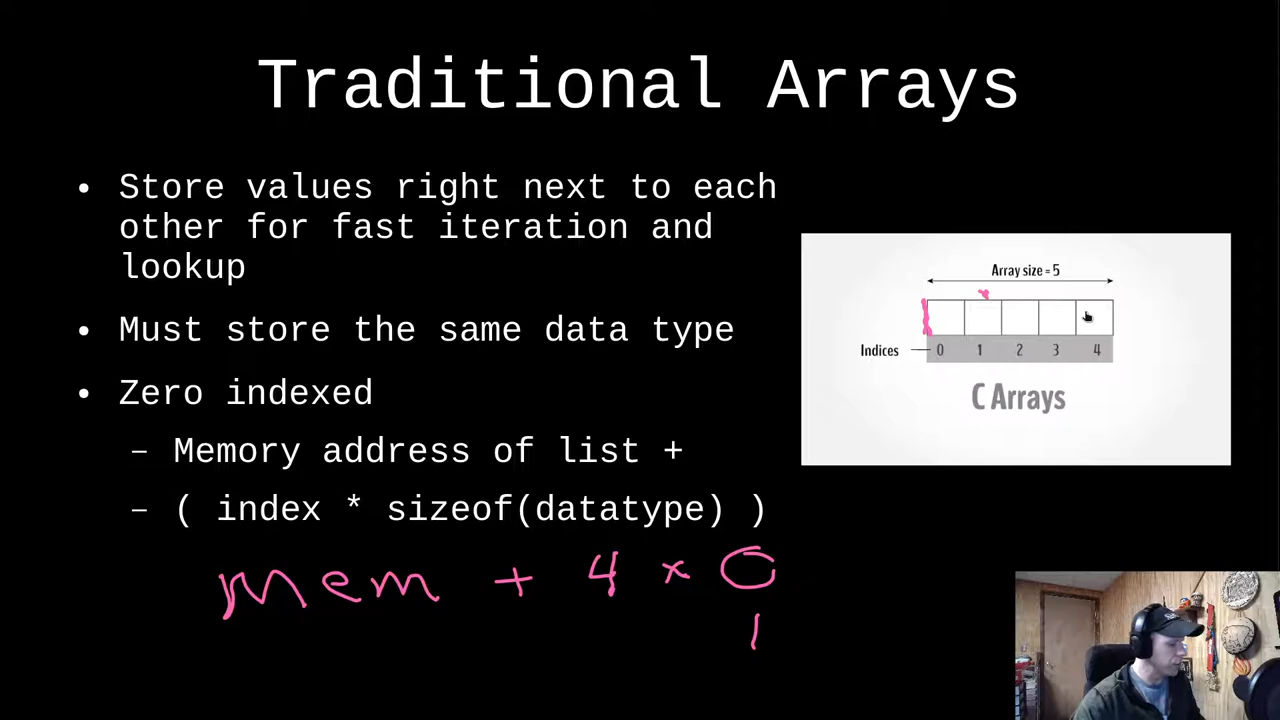 Traditional Arrays
• Store values right next to each
other for fast iteration and
lookup
• Must store the same data type
• Zero indexed
– Memory address of list +
– ( index * sizeof(datatype) )
mem + 4 x 0
1
Array size = 5
Indices 0 1 2 3 4
C Arrays